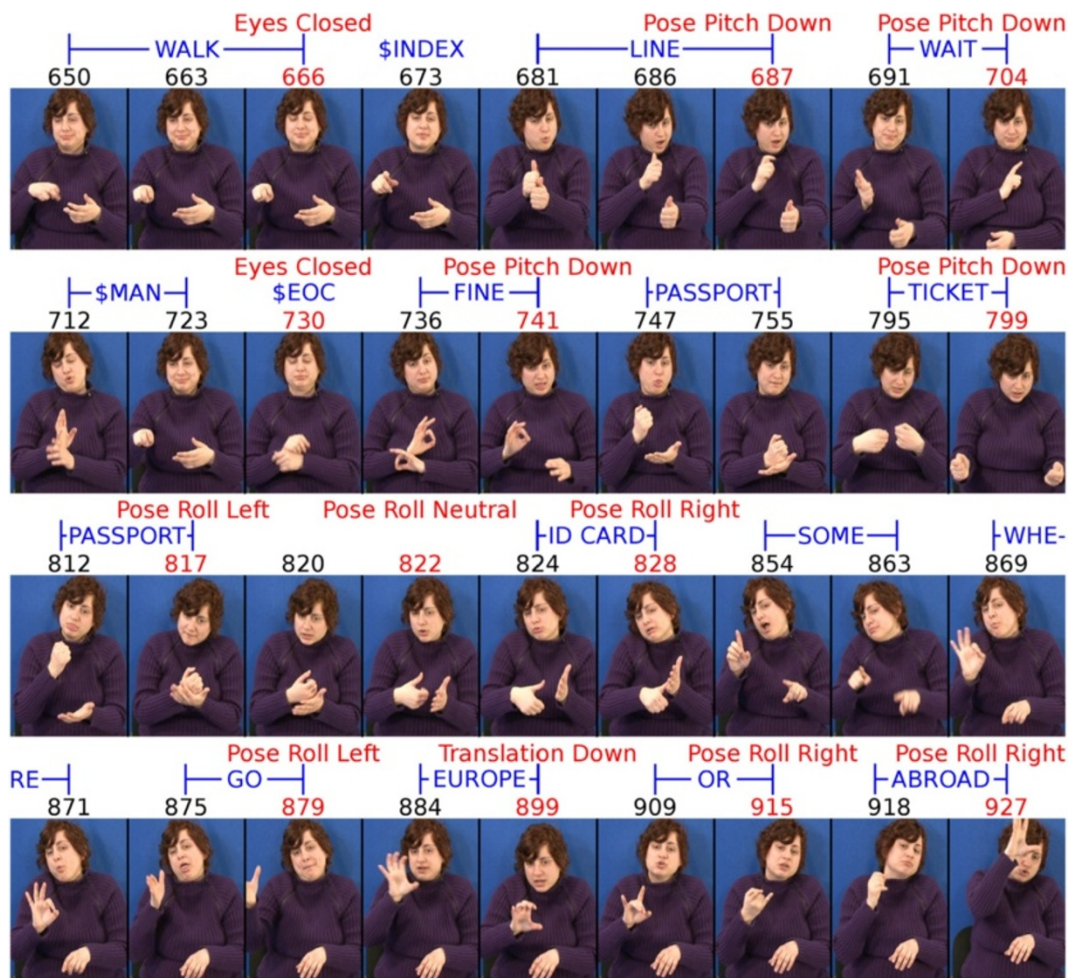 Eyes Closed Pose Pitch Down Pose Pitch Down
WALK $INDEX LINE WAIT
650 663 666 673 681 686 687 691 704
Eyes Closed Pose Pitch Down Pose Pitch Down
$MAN $EOC FINE PASSPORT TICKET
712 723 730 736 741 747 755 795 799
Pose Roll Left Pose Roll Neutral Pose Roll Right
PASSPORT ID CARD SOME WHE-
812 817 820 822 824 828 854 863 869
Pose Roll Left Translation Down Pose Roll Right Pose Roll Right
RE GO EUROPE OR ABROAD
871 875 879 884 899 909 915 918 927